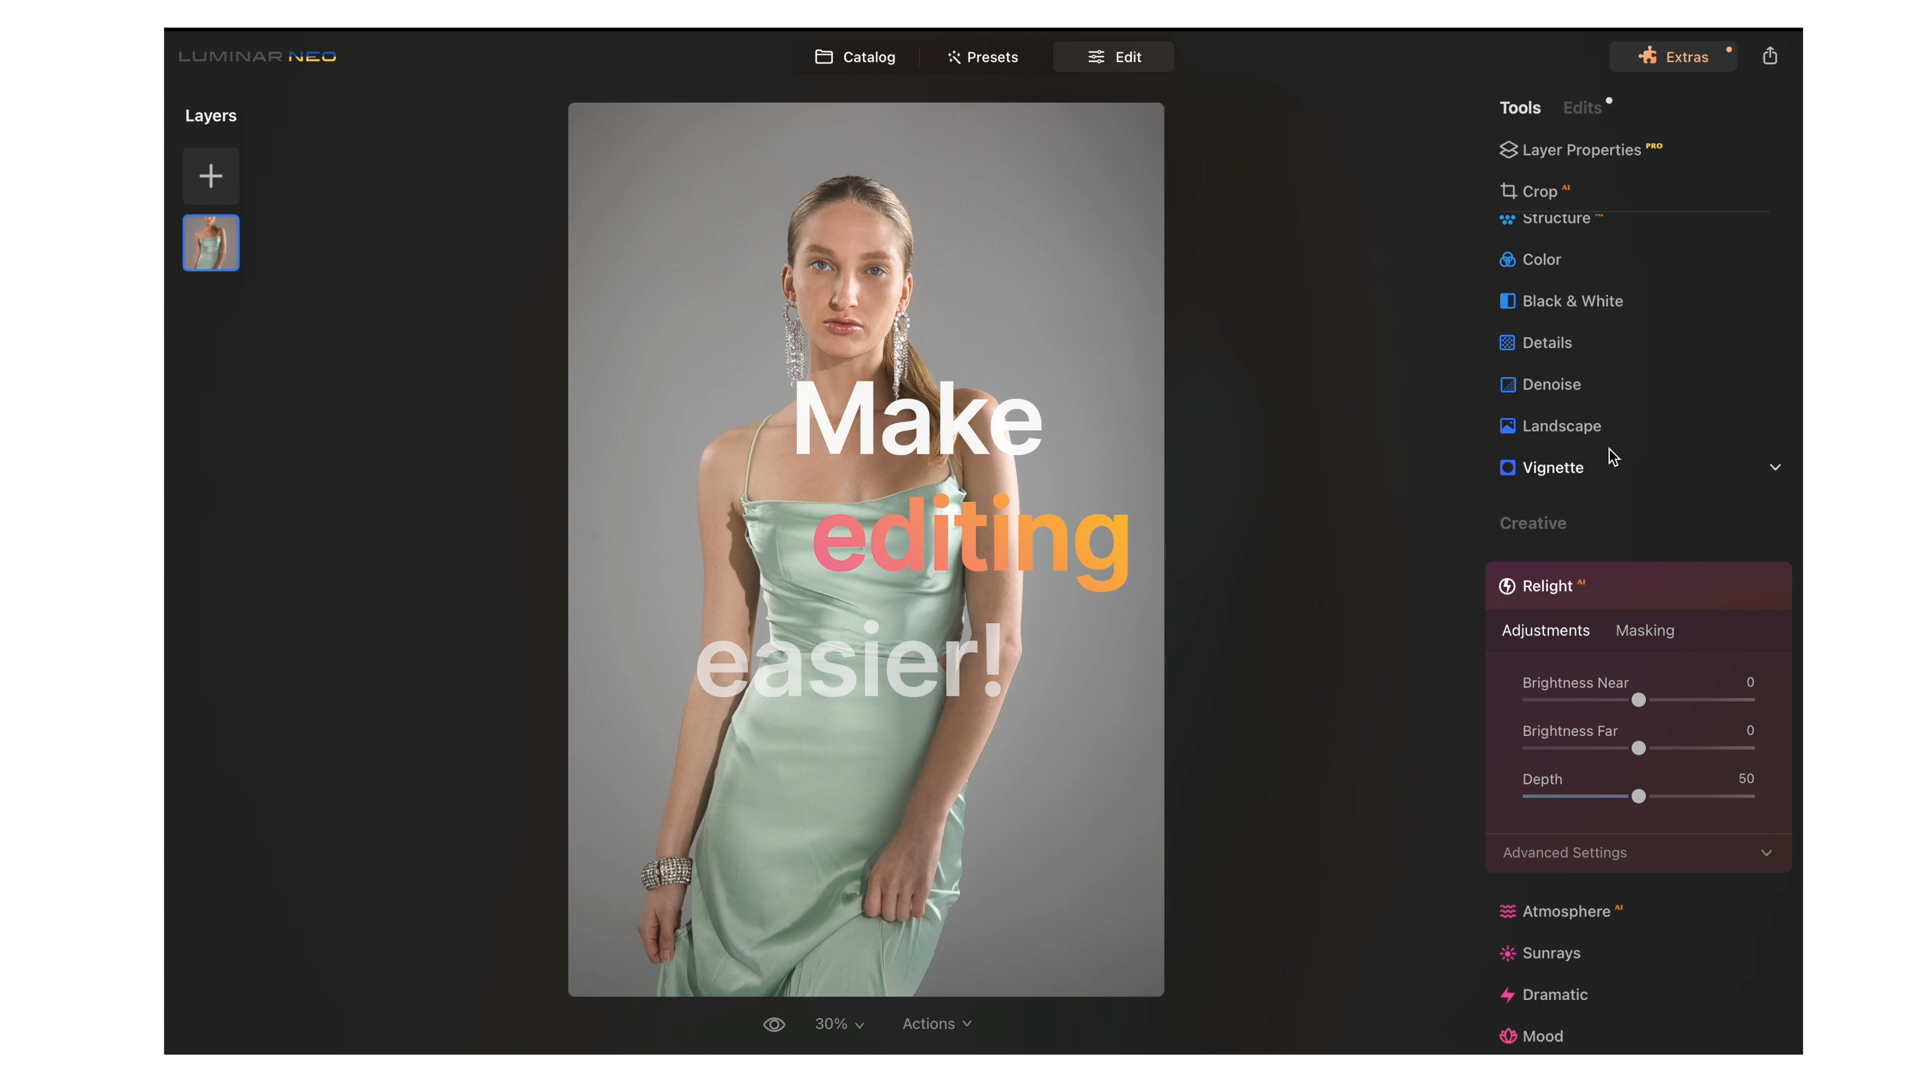 LUMINAR NEO
Catalog
Presets
Edit
Extras
Layers
Tools
Edits
Layer Properties PRO
Crop AI
Structure AI
Color
Black & White
Details
Denoise
Landscape
Vignette
Creative
Relight AI
Adjustments
Masking
Brightness Near 0
Brightness Far 0
Depth 50
Advanced Settings
Atmosphere AI
Sunrays
Dramatic
Mood
Make
editing
easier!
30%
Actions